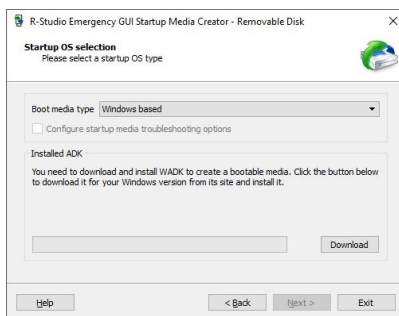 R-Studio Emergency GUI Startup Media Creator - Removable Disk
Startup OS selection
Please select a startup OS type
Boot media type Windows based
Configure startup media troubleshooting options
Installed ADK
You need to download and install WADK to create a bootable media. Click the button below
to download it for your Windows version from its site and install it.
Download
Help < Back Next > Exit